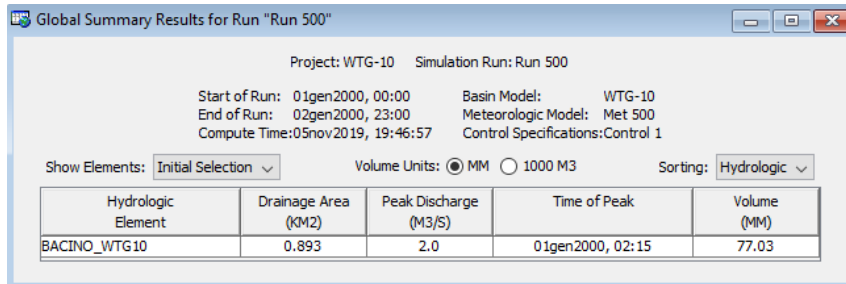 Global Summary Results for Run "Run 500"
Project: WTG-10 Simulation Run: Run 500
Start of Run: 01gen2000, 00:00 Basin Model: WTG-10
End of Run: 02gen2000, 23:00 Meteorologic Model: Met 500
Compute Time:05nov2019, 19:46:57 Control Specifications:Control 1
Show Elements: Initial Selection Volume Units: MM 1000 M3 Sorting: Hydrologic
Hydrologic Drainage Area Peak Discharge Time of Peak Volume
Element (KM2) (M3/S) (MM)
BACINO_WTG10 0.893 2.0 01gen2000, 02:15 77.03